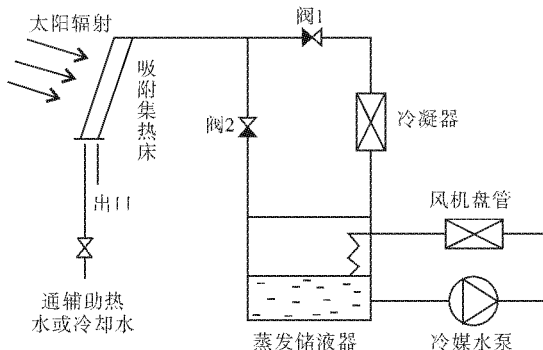 太阳辐射
阀1
吸附集热床
冷凝器
阀2
出口
风机盘管
通辅助热
水或冷却水
蒸发储液器
冷媒水泵